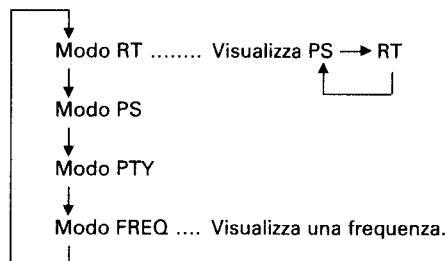 Modo RT ........ Visualizza PS → RT
Modo PS
Modo PTY
Modo FREQ .... Visualizza una frequenza.